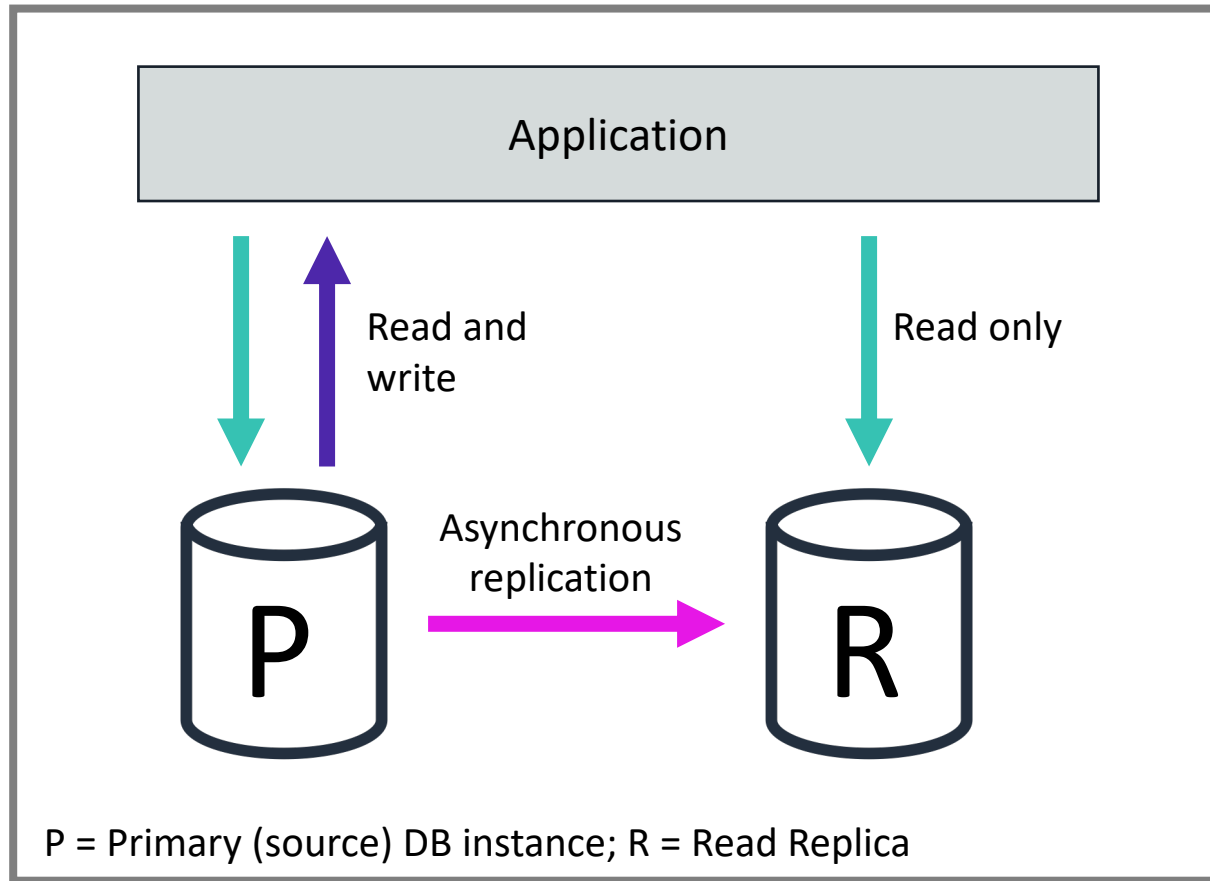 Application
Read and
write
Read only
Asynchronous
replication
P
R
P = Primary (source) DB instance; R = Read Replica